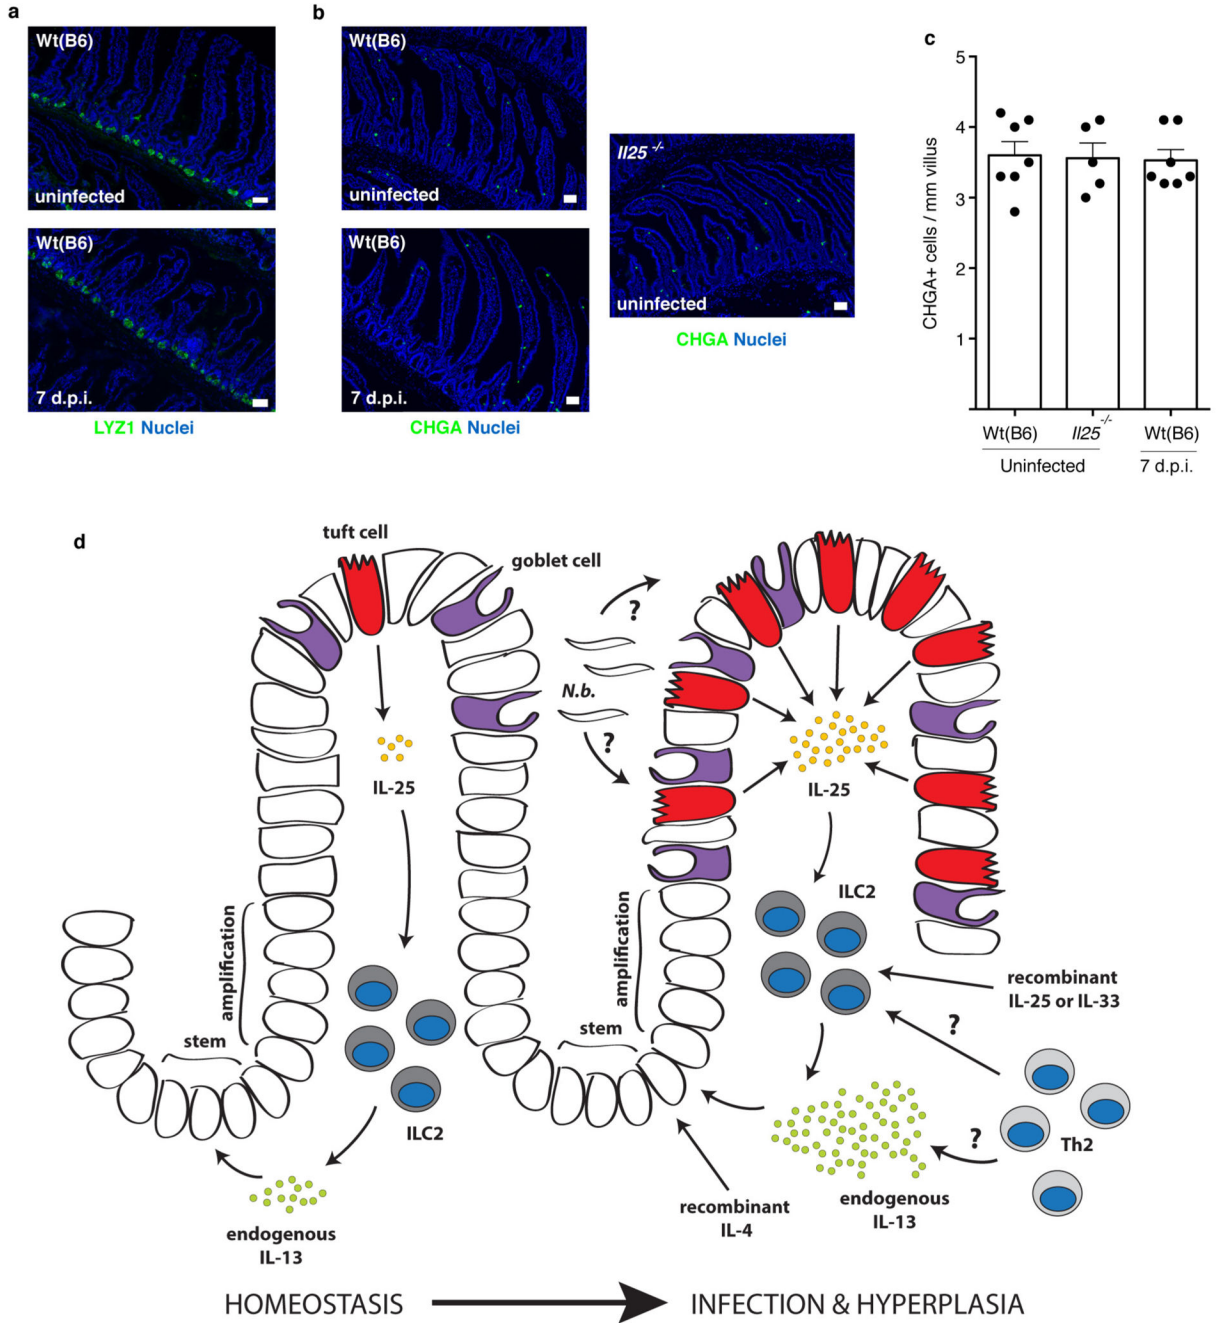 a
Wt(B6)
uninfected
Wt(B6)
7 d.p.i.
LYZ1 Nuclei
b
Wt(B6)
uninfected
Wt(B6)
7 d.p.i.
CHGA Nuclei
Il25 -/-
uninfected
CHGA Nuclei
c
CHGA+ cells / mm villus
5
4
3
2
1
Wt(B6) Il25-/- Wt(B6)
Uninfected 7 d.p.i.
d
tuft cell
goblet cell
IL-25
amplification
stem
ILC2
endogenous
IL-13
?
N.b.
?
IL-25
ILC2
amplification
stem
recombinant
IL-25 or IL-33
?
Th2
?
endogenous
IL-13
recombinant
IL-4
HOMEOSTASIS
INFECTION & HYPERPLASIA